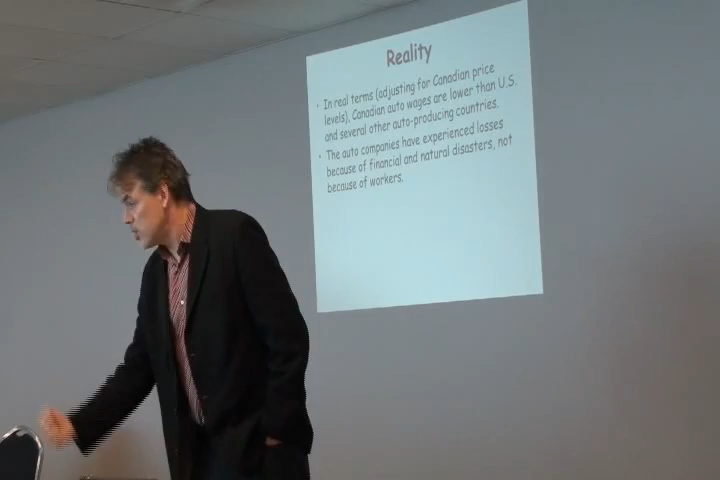 Reality
• In real terms (adjusting for Canadian price
levels), Canadian auto wages are lower than U.S.
and several other auto-producing countries.
• The auto companies have experienced losses
because of financial and natural disasters, not
because of workers.